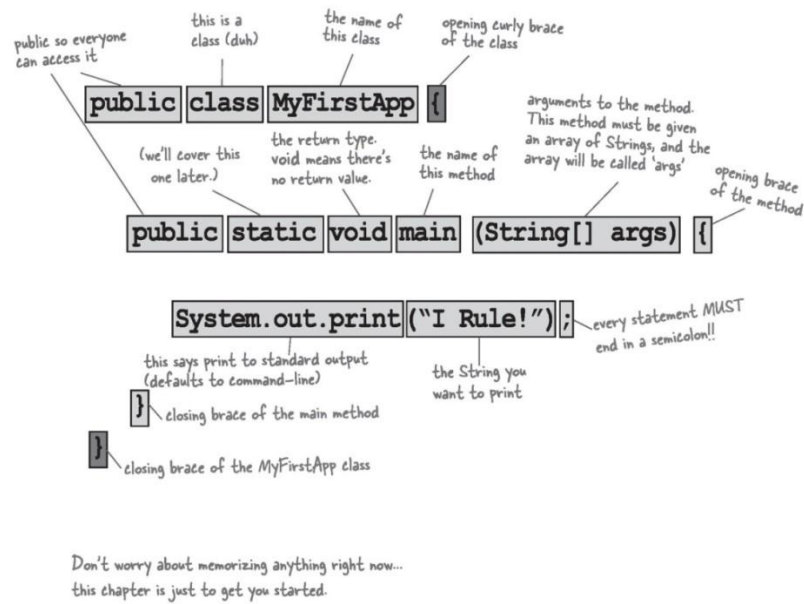 public so everyone
can access it
this is a
class (duh)
the name of
this class
opening curly brace
of the class
public class MyFirstApp {
(we'll cover this
one later.)
the return type.
void means there's
no return value.
the name of
this method
arguments to the method.
This method must be given
an array of Strings, and the
array will be called 'args'
opening brace
of the method
public static void main (String[] args) {
System.out.print(“I Rule!”);
every statement MUST
end in a semicolon!!
this says print to standard output
(defaults to command-line)
the String you
want to print
}
closing brace of the main method
}
closing brace of the MyFirstApp class
Don't worry about memorizing anything right now...
this chapter is just to get you started.